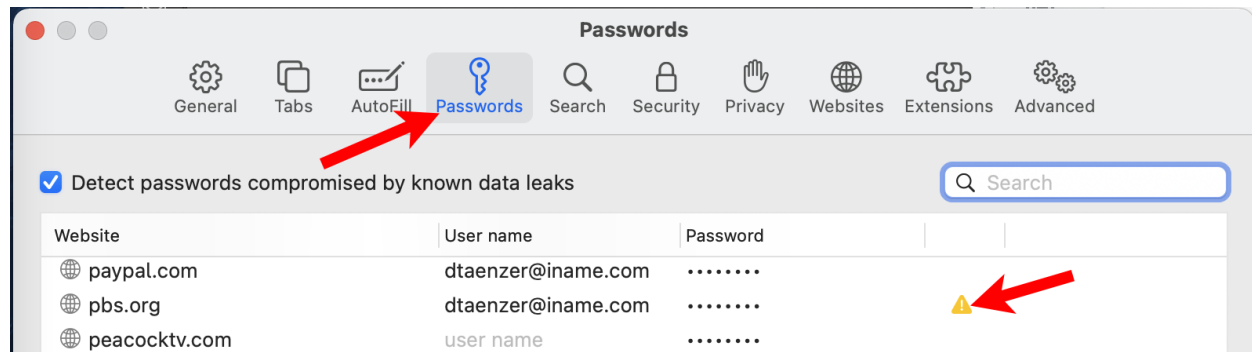 Passwords
General Tabs AutoFill Passwords Search Security Privacy Websites Extensions Advanced
Detect passwords compromised by known data leaks Search
Website User name Password
paypal.com dtaenzer@iname.com ••••••••
pbs.org dtaenzer@iname.com ••••••••
peacocktv.com user name ••••••••